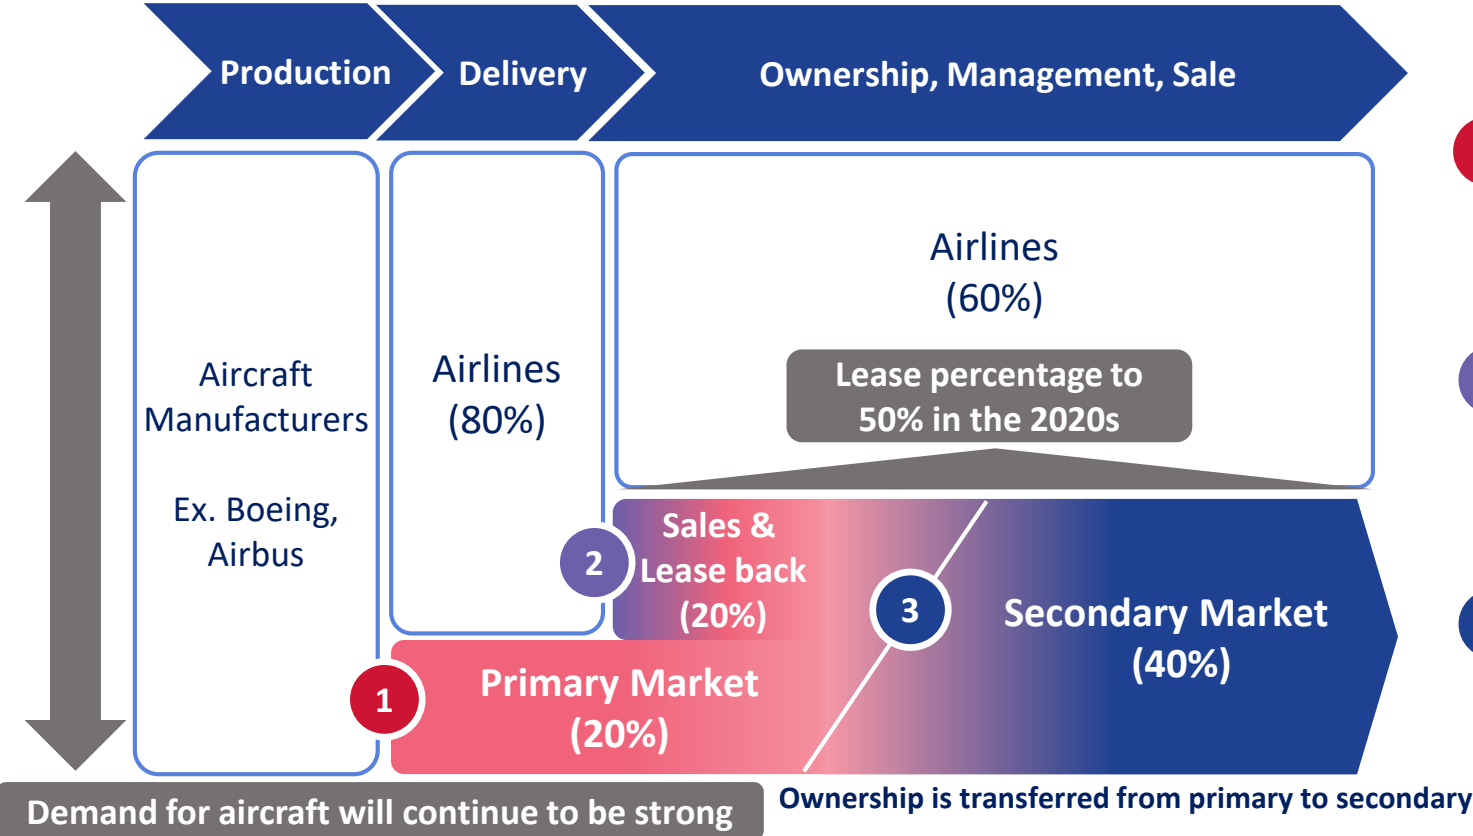 Production
Delivery
Ownership, Management, Sale
Aircraft
Manufacturers
Ex. Boeing,
Airbus
Airlines
(80%)
Airlines
(60%)
Lease percentage to
50% in the 2020s
2
Sales &
Lease back
(20%)
3
Secondary Market
(40%)
1
Primary Market
(20%)
Demand for aircraft will continue to be strong
Ownership is transferred from primary to secondary